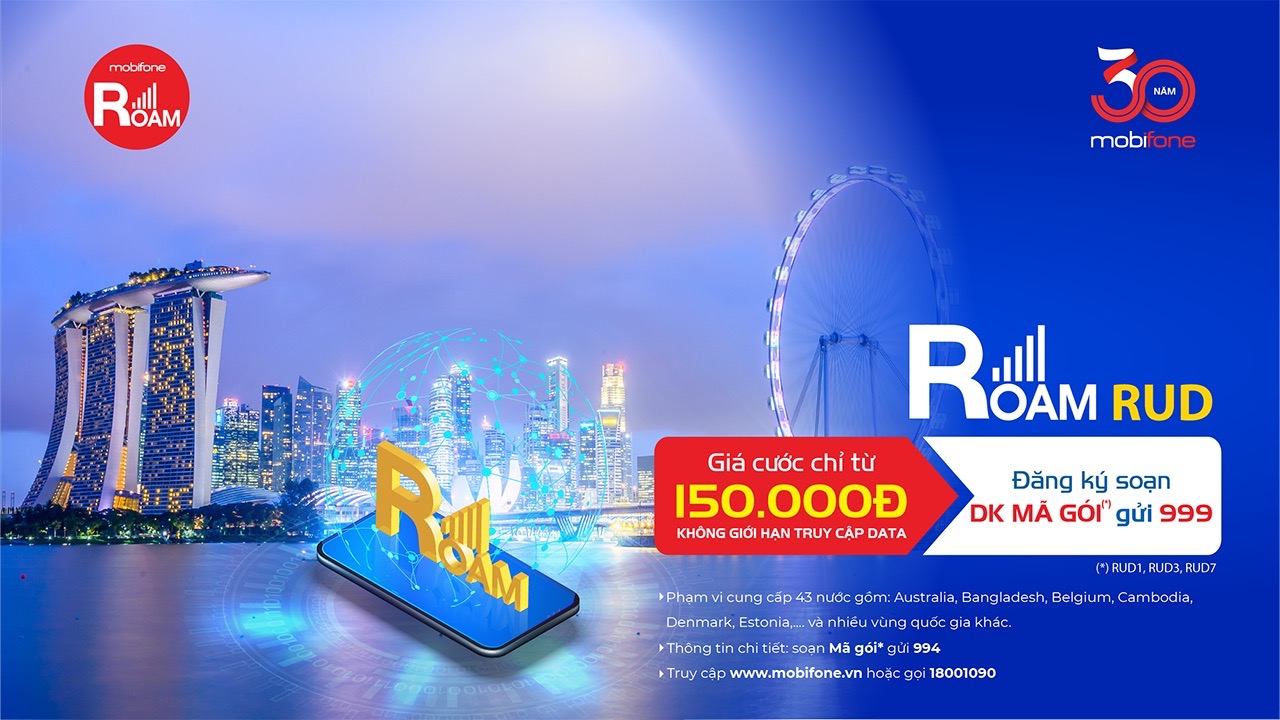 mobifone
ROAM
30 NĂM
mobifone
ROAM RUD
Giá cước chỉ từ
150.000Đ
KHÔNG GIỚI HẠN TRUY CẬP DATA
Đăng ký soạn
DK MÃ GÓI(*) gửi 999
(*) RUD1, RUD3, RUD7
ROAM
Phạm vi cung cấp 43 nước gồm: Australia, Bangladesh, Belgium, Cambodia,
Denmark, Estonia,.... và nhiều vùng quốc gia khác.
Thông tin chi tiết: soạn Mã gói* gửi 994
Truy cập www.mobifone.vn hoặc gọi 18001090